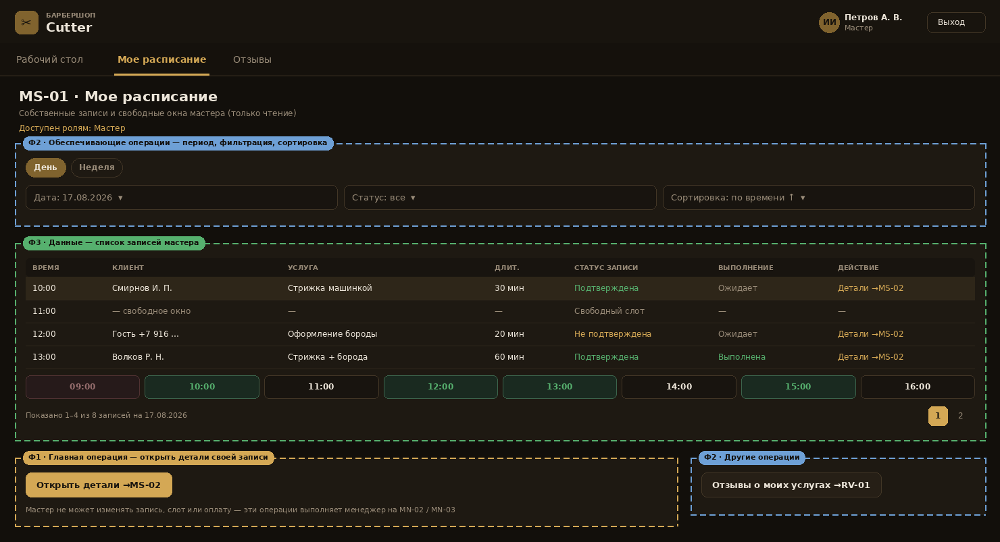 БАРБЕРШОП
✂ Cutter
ИИ Петров А. В.
Мастер
Выход
Рабочий стол Мое расписание Отзывы
MS-01 · Мое расписание
Собственные записи и свободные окна мастера (только чтение)
Доступен ролям: Мастер
Ф2 · Обеспечивающие операции — период, фильтрация, сортировка
День Неделя
Дата: 17.08.2026 ▾ Статус: все ▾ Сортировка: по времени ↑ ▾
Ф3 · Данные — список записей мастера
ВРЕМЯ КЛИЕНТ УСЛУГА ДЛИТ. СТАТУС ЗАПИСИ ВЫПОЛНЕНИЕ ДЕЙСТВИЕ
10:00 Смирнов И. П. Стрижка машинкой 30 мин Подтверждена Ожидает Детали →MS-02
11:00 — свободное окно — — Свободный слот — —
12:00 Гость +7 916 ... Оформление бороды 20 мин Не подтверждена Ожидает Детали →MS-02
13:00 Волков Р. Н. Стрижка + борода 60 мин Подтверждена Выполнена Детали →MS-02
09:00 10:00 11:00 12:00 13:00 14:00 15:00 16:00
Показано 1–4 из 8 записей на 17.08.2026 1 2
Ф1 · Главная операция — открыть детали своей записи
Открыть детали →MS-02
Мастер не может изменять запись, слот или оплату — эти операции выполняет менеджер на MN-02 / MN-03
Ф2 · Другие операции
Отзывы о моих услугах →RV-01